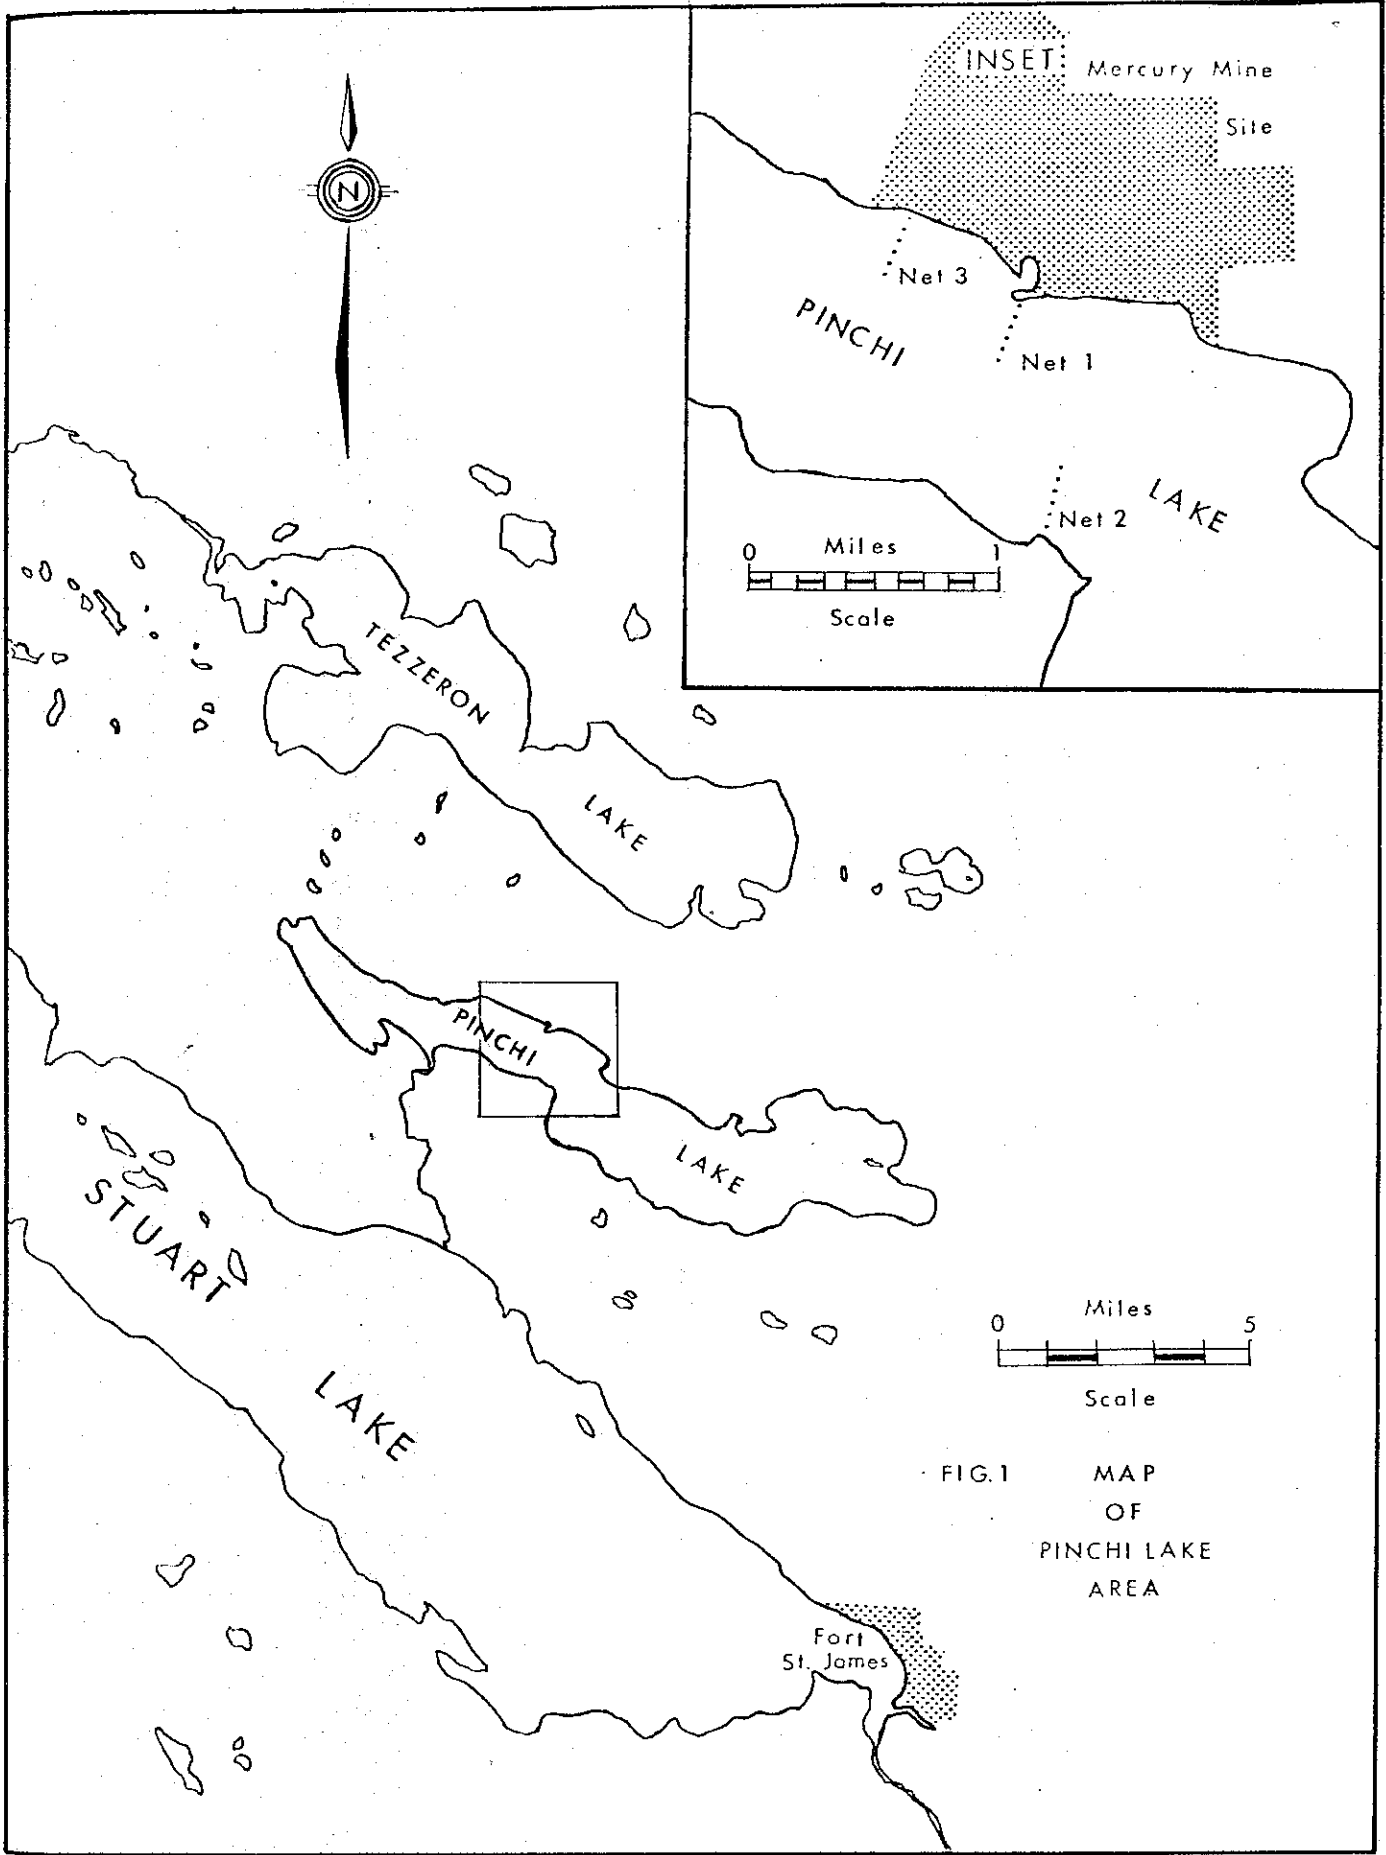 INSET
Mercury Mine
Site
N
Net 3
PINCHI
Net 1
LAKE
Net 2
0 Miles 1
Scale
TEZZERON
LAKE
PINCHI
LAKE
STUART
LAKE
Miles
0 5
Scale
FIG.1 MAP
OF
PINCHI LAKE
AREA
Fort
St. James